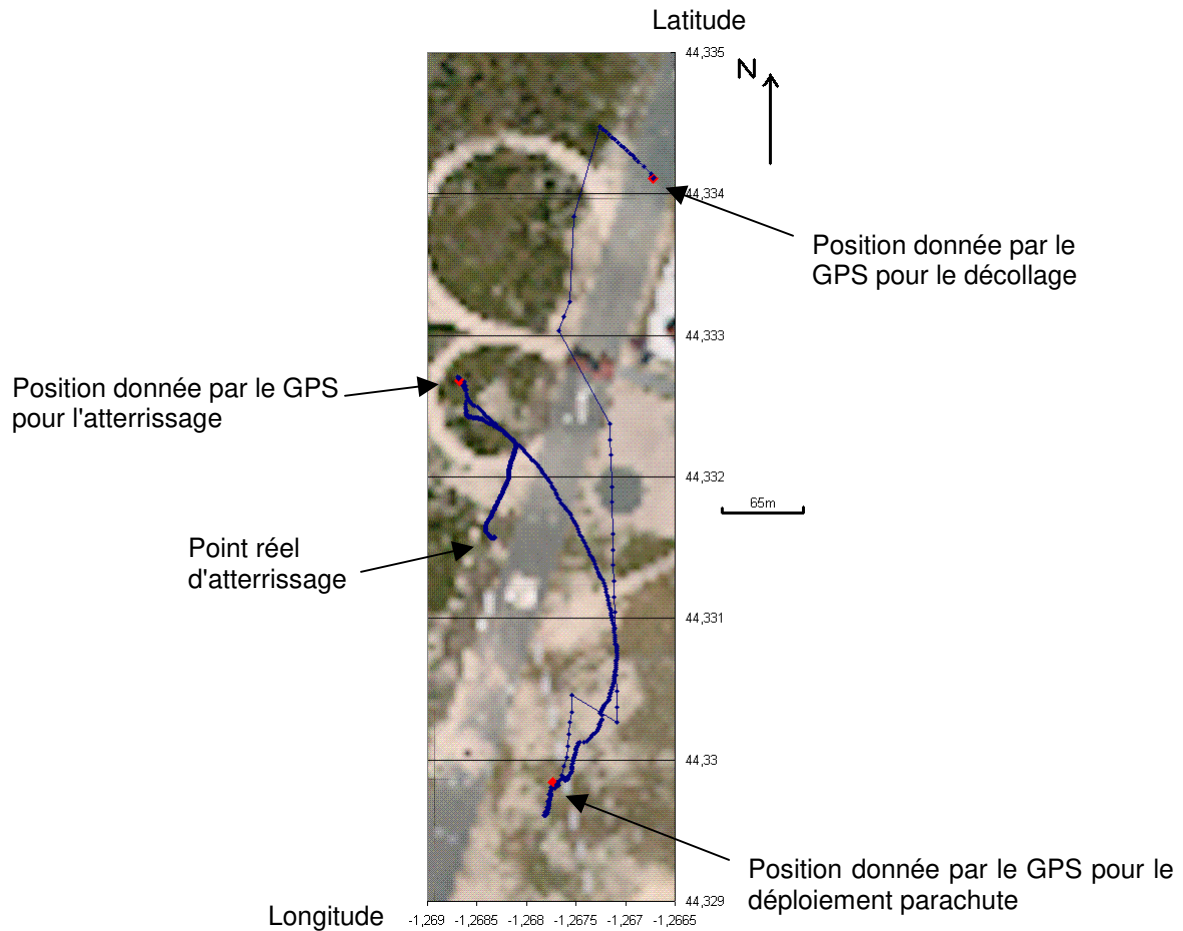 Latitude
44,335
N
44,334
Position donnée par le
GPS pour le décollage
44,333
Position donnée par le GPS
pour l'atterrissage
44,332
65m
Point réel
d'atterrissage
44,331
44,33
Position donnée par le GPS pour le
déploiement parachute
44,329
Longitude
-1,269 -1,2685 -1,268 -1,2675 -1,267 -1,2665